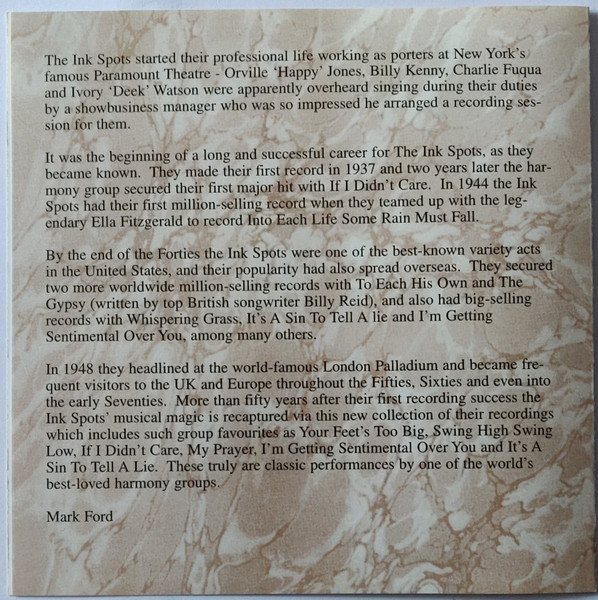 The Ink Spots started their professional life working as porters at New York's
famous Paramount Theatre - Orville 'Happy' Jones, Billy Kenny, Charlie Fuqua
and Ivory 'Deek' Watson were apparently overheard singing during their duties
by a showbusiness manager who was so impressed he arranged a recording ses-
sion for them.
It was the beginning of a long and successful career for The Ink Spots, as they
became known. They made their first record in 1937 and two years later the har-
mony group secured their first major hit with If I Didn't Care. In 1944 the Ink
Spots had their first million-selling record when they teamed up with the leg-
endary Ella Fitzgerald to record Into Each Life Some Rain Must Fall.
By the end of the Forties the Ink Spots were one of the best-known variety acts
in the United States, and their popularity had also spread overseas. They secured
two more worldwide million-selling records with To Each His Own and The
Gypsy (written by top British songwriter Billy Reid), and also had big-selling
records with Whispering Grass, It's A Sin To Tell A lie and I'm Getting
Sentimental Over You, among many others.
In 1948 they headlined at the world-famous London Palladium and became fre-
quent visitors to the UK and Europe throughout the Fifties, Sixties and even into
the early Seventies. More than fifty years after their first recording success the
Ink Spots' musical magic is recaptured via this new collection of their recordings
which includes such group favourites as Your Feet's Too Big, Swing High Swing
Low, If I Didn't Care, My Prayer, I'm Getting Sentimental Over You and It's A
Sin To Tell A Lie. These truly are classic performances by one of the world's
best-loved harmony groups.
Mark Ford